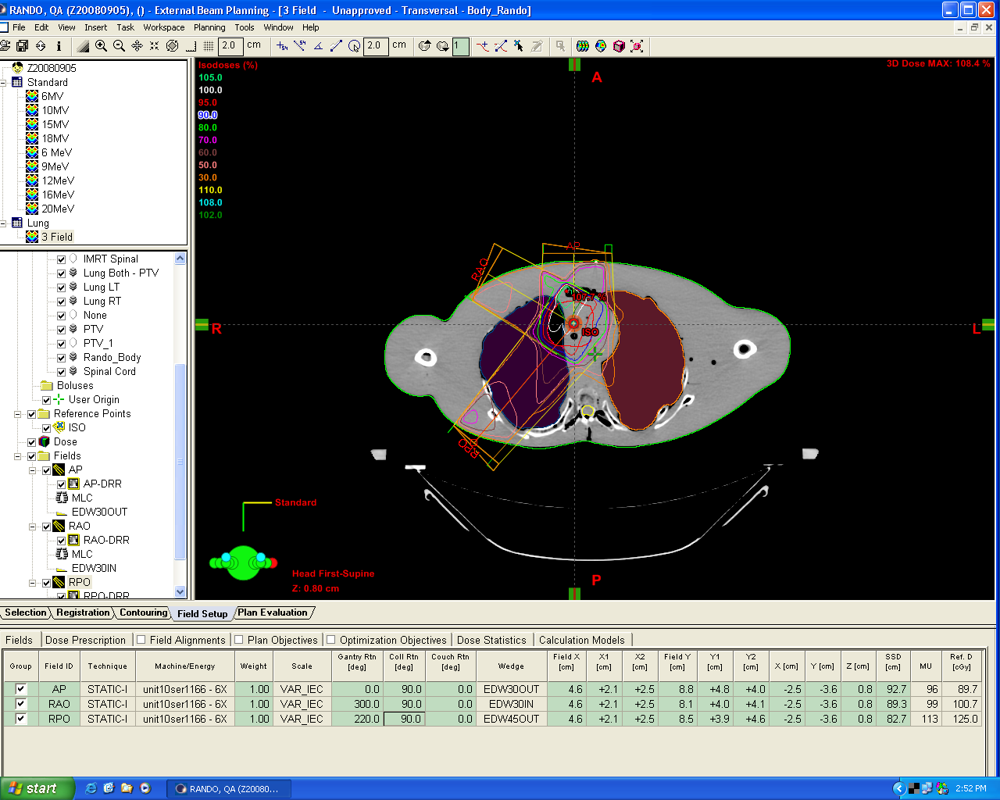 RANDO, QA (Z20080905), () - External Beam Planning - [3 Field - Unapproved - Transversal - Body_Rando]
File Edit View Insert Task Workspace Planning Tools Window Help
2.0 cm 2.0 cm 1
Z20080905
Standard
6MV
10MV
15MV
18MV
6 MeV
9MeV
12MeV
16MeV
20MeV
Lung
3 Field
IMRT Spinal
Lung Both - PTV
Lung LT
Lung RT
None
PTV
PTV_1
Rando_Body
Spinal Cord
Boluses
User Origin
Reference Points
ISO
Dose
Fields
AP
AP-DRR
MLC
EDW30OUT
RAO
RAO-DRR
MLC
EDW30IN
RPO
RPO-DRR
Isodoses (%)
105.0
100.0
95.0
90.0
80.0
70.0
60.0
50.0
30.0
110.0
108.0
102.0
3D Dose MAX: 108.4 %
A
AP
RAO
107.7 %
ISO
R
L
RPO
Standard
Head First-Supine
Z: 0.80 cm
P
Selection Registration Contouring Field Setup Plan Evaluation
Fields Dose Prescription Field Alignments Plan Objectives Optimization Objectives Dose Statistics Calculation Models
Group Field ID Technique Machine/Energy Weight Scale Gantry Rtn [deg] Coll Rtn [deg] Couch Rtn [deg] Wedge Field X [cm] X1 [cm] X2 [cm] Field Y [cm] Y1 [cm] Y2 [cm] X [cm] Y [cm] Z [cm] SSD [cm] MU Ref. D [cGy]
AP STATIC-I unit10ser1166 - 6X 1.00 VAR_IEC 0.0 90.0 0.0 EDW30OUT 4.6 +2.1 +2.5 8.8 +4.8 +4.0 -2.5 -3.6 0.8 92.7 96 89.7
RAO STATIC-I unit10ser1166 - 6X 1.00 VAR_IEC 300.0 90.0 0.0 EDW30IN 4.6 +2.1 +2.5 8.1 +4.0 +4.1 -2.5 -3.6 0.8 89.3 99 100.7
RPO STATIC-I unit10ser1166 - 6X 1.00 VAR_IEC 220.0 90.0 0.0 EDW45OUT 4.6 +2.1 +2.5 8.5 +3.9 +4.6 -2.5 -3.6 0.8 82.7 113 125.0
start RANDO, QA (Z20080... 2:52 PM